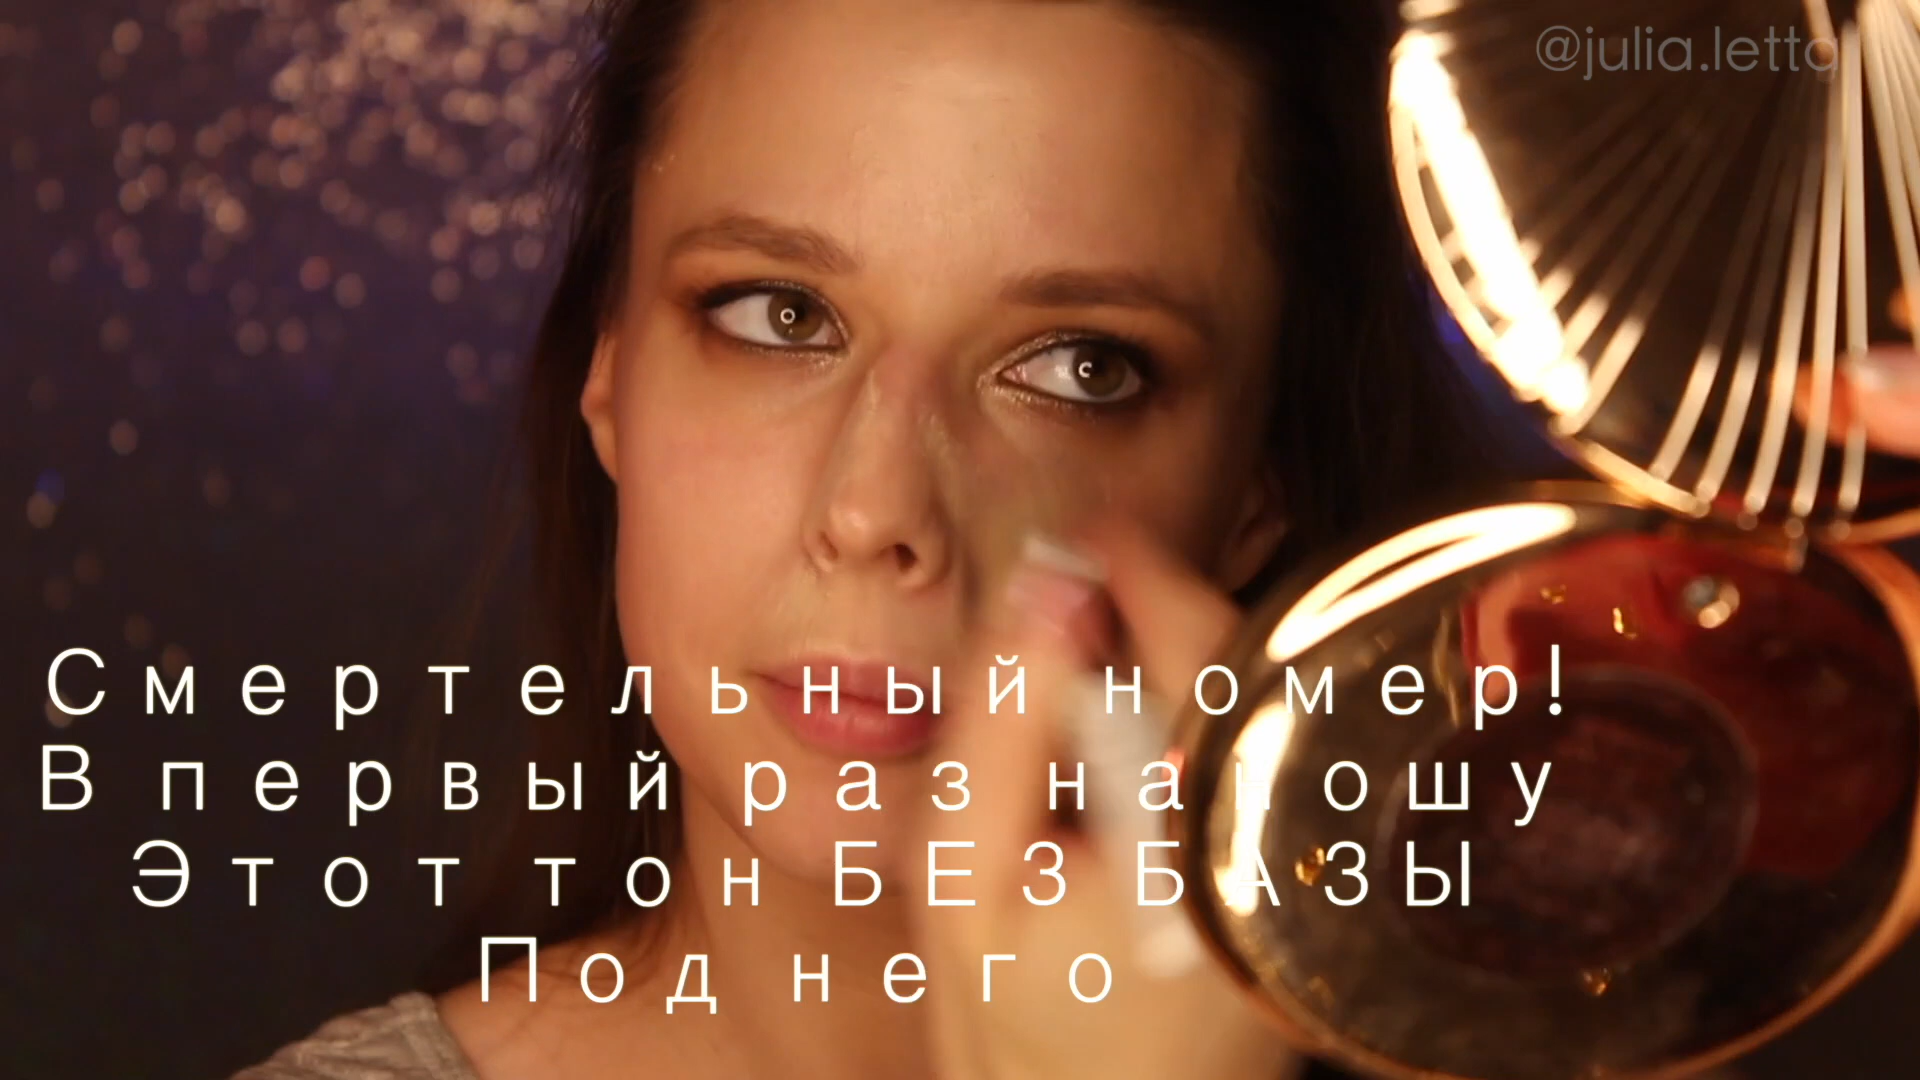 @julia.letta
Смертельный номер!
В первый раз наношу
Этот тон БЕЗ БАЗЫ
Под него